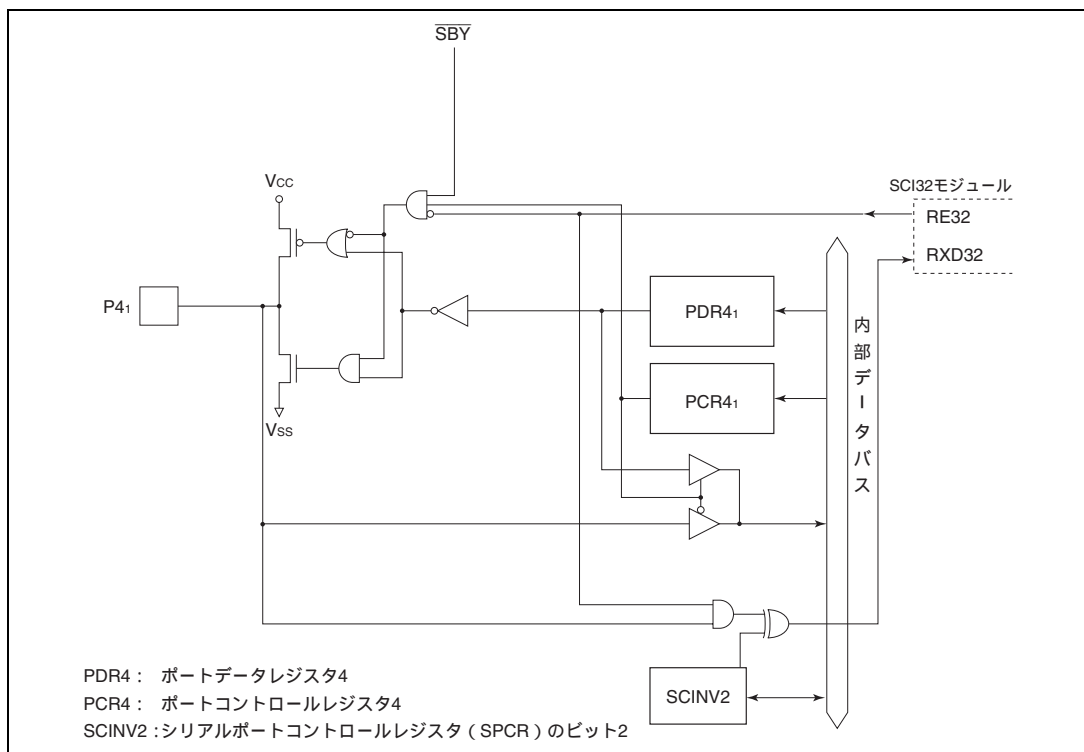 SBY
VCC
SCI32モジュール
RE32
RXD32
P41
PDR41
内部データバス
PCR41
VSS
SCINV2
PDR4： ポートデータレジスタ4
PCR4： ポートコントロールレジスタ4
SCINV2：シリアルポートコントロールレジスタ（SPCR）のビット2